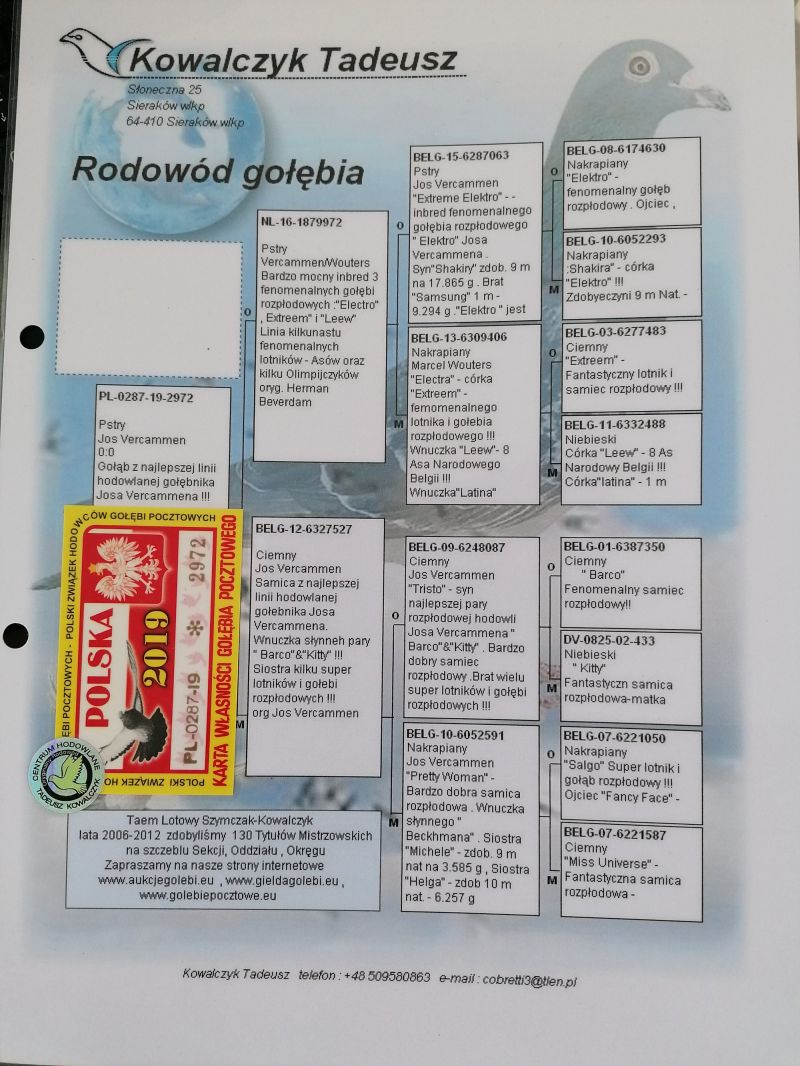 Kowalczyk Tadeusz
Słoneczna 25
Sieraków wlkp
64-410 Sieraków wlkp
Rodowód gołębia
PL-0287-19-2972
Pstry
Jos Vercammen
0:0
Gołąb z najlepszej linii
hodowlanej gołębnika
Josa Vercammena !!!
O
NL-16-1879972
Pstry
Vercammen/Wouters
Bardzo mocny inbred 3
fenomenalnych gołębi
rozpłodowych :"Electro"
, Extreem" i "Leew"
Linia kilkunastu
fenomenalnych
lotników - Asów oraz
kilku Olimpijczyków
oryg. Herman
Beverdam
M
BELG-12-6327527
Ciemny
Jos Vercammen
Samica z najlepszej
linii hodowlanej
gołebnika Josa
Vercammena.
Wnuczka słynneh pary
" Barco"&"Kitty" !!!
Siostra kilku super
lotników i gołebi
rozpłodowych !!!
org Jos Vercammen
O
BELG-15-6287063
Pstry
Jos Vercammen
"Extreme Elektro" - -
inbred fenomenalnego
gołębia rozpłodowego
" Elektro" Josa
Vercammena .
Syn"Shakiry" zdob. 9 m
na 17.865 g . Brat
"Samsung" 1 m -
9.294 g ."Elektro " jest
M
BELG-13-6309406
Nakrapiany
Marcel Wouters
"Electra" - córka
"Extreem" -
femomenalnego
lotnika i gołebia
rozpłodowego !!!
Wnuczka "Leew"- 8
Asa Narodowego
Belgii !!!
Wnuczka"Latina"
O
BELG-09-6248087
Ciemny
Jos Vercammen
"Tristo" - syn
najlepszej pary
rozpłodowej hodowli
Josa Vercammena "
Barco"&"Kitty" . Bardzo
dobry samiec
rozpłodowy .Brat wielu
super lotników i gołębi
rozpłodowych !!!
M
BELG-10-6052591
Nakrapiany
Jos Vercammen
"Pretty Woman" -
Bardzo dobra samica
rozpłodowa . Wnuczka
słynnego "
Beckhmana" . Siostra
"Michele" - zdob. 9 m
nat na 3.585 g , Siostra
"Helga" - zdob 10 m
nat. - 6.257 g
O
BELG-08-6174630
Nakrapiany
"Elektro" -
fenomenalny gołęb
rozpłodowy . Ojciec ,
M
BELG-10-6052293
Nakrapiany
:Shakira" - córka
"Elektro" !!!
Zdobyeczyni 9 m Nat. -
O
BELG-03-6277483
Ciemny
"Extreem" -
Fantastyczny lotnik i
samiec rozpłodowy !!!
M
BELG-11-6332488
Niebieski
Córka "Leew" - 8 As
Narodowy Belgii !!!
Córka"latina" - 1 m
O
BELG-01-6387350
Ciemny
" Barco"
Fenomenalny samiec
rozpłodowy!!
M
DV-0825-02-433
Niebieski
" Kitty"
Fantastyczn samica
rozpłodowa-matka
O
BELG-07-6221050
Nakrapiany
"Salgo" Super lotnik i
gołąb rozpłodowy !!!
Ojciec "Fancy Face" -
M
BELG-07-6221587
Ciemny
"Miss Universe" -
Fantastyczna samica
rozpłodowa -
POLSKI ZWIĄZEK HODOWCÓW GOŁĘBI POCZTOWYCH
POLSKA
2019
PL-0287-19 * 2972
KARTA WŁASNOŚCI GOŁĘBIA POCZTOWEGO
CENTRUM HODOWLANE
TADEUSZ KOWALCZYK
Taem Lotowy Szymczak-Kowalczyk
lata 2006-2012 zdobyliśmy 130 Tytułów Mistrzowskich
na szczeblu Sekcji, Oddziału , Okręgu
Zapraszamy na nasze strony internetowe
www.aukcjegolebi.eu , www.gieldagolebi.eu ,
www.golebiepocztowe.eu
Kowalczyk Tadeusz telefon : +48 509580863 e-mail : cobretti3@tlen.pl